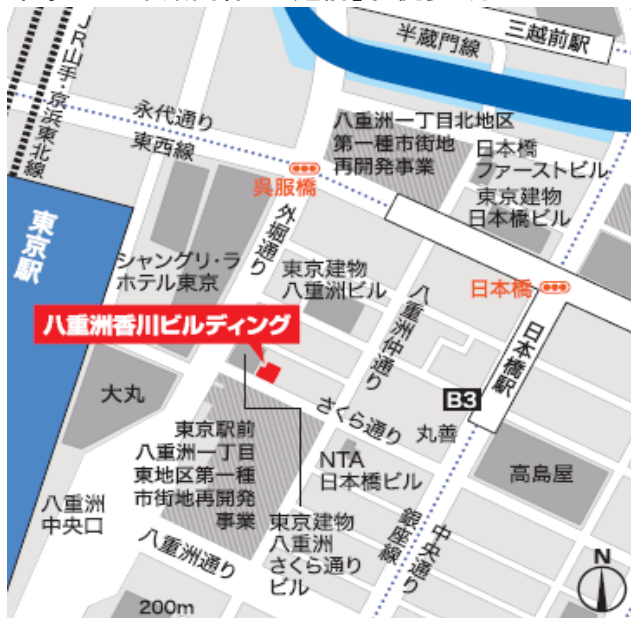 三越前駅
半蔵門線
JR山手・京浜東北線
永代通り
東西線
八重洲一丁目北地区
第一種市街地
再開発事業
日本橋
ファーストビル
東京建物
日本橋ビル
呉服橋
外堀通り
東京駅
シャングリ・ラ
ホテル東京
東京建物
八重洲ビル
八重洲仲通り
日本橋
日本橋駅
八重洲香川ビルディング
B3
大丸
さくら通り
丸善
東京駅前
八重洲一丁目
東地区第一種
市街地再開発
事業
NTA
日本橋ビル
高島屋
八重洲
中央口
八重洲通り
東京建物
八重洲
さくら通り
ビル
銀座線
中央通り
N
200m